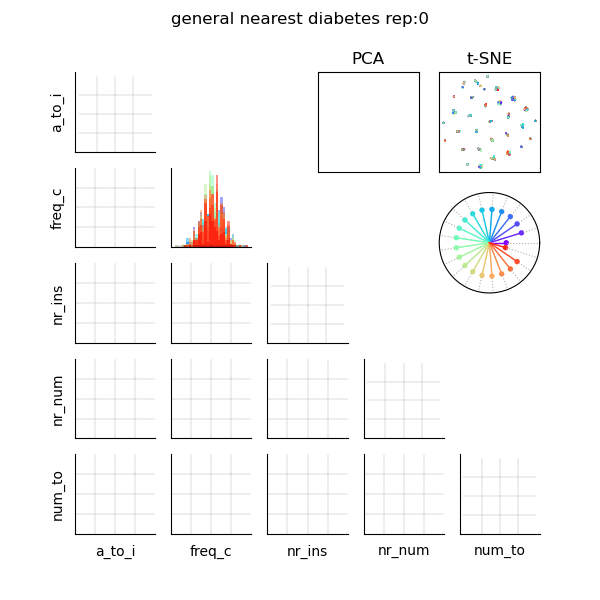 general nearest diabetes rep:0
PCA
t-SNE
a_to_i
freq_c
nr_ins
nr_num
num_to
a_to_i
freq_c
nr_ins
nr_num
num_to